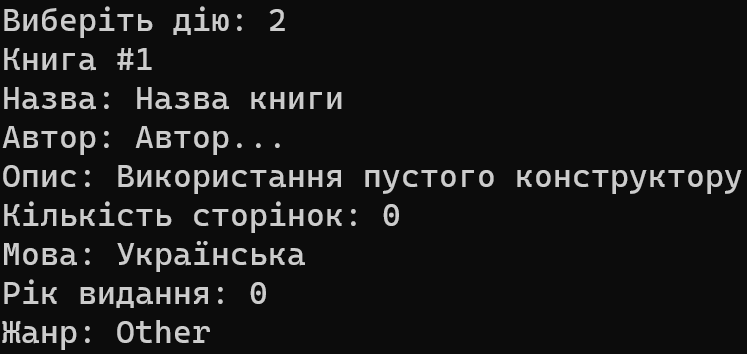 Виберіть дію: 2
Книга #1
Назва: Назва книги
Автор: Автор...
Опис: Використання пустого конструктору
Кількість сторінок: 0
Мова: Українська
Рік видання: 0
Жанр: Other